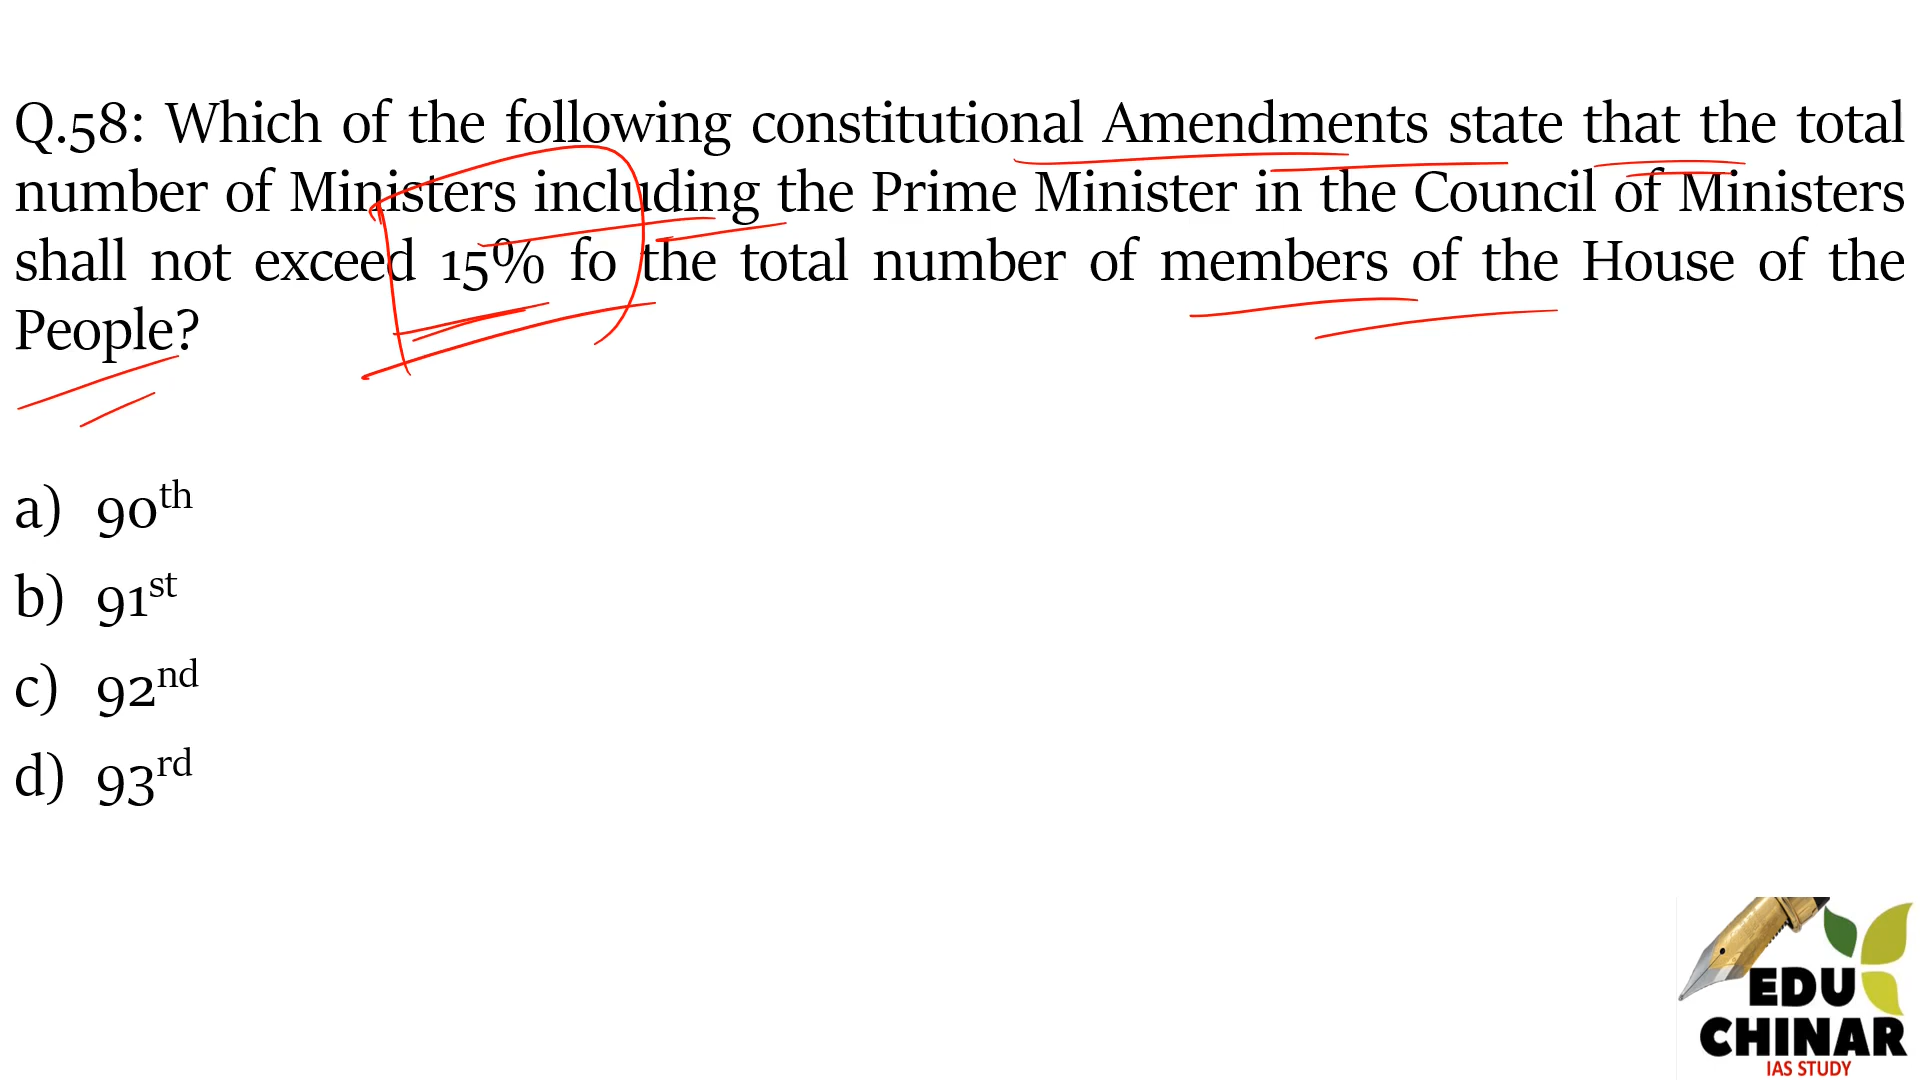 Q.58: Which of the following constitutional Amendments state that the total
number of Ministers including the Prime Minister in the Council of Ministers
shall not exceed 15% fo the total number of members of the House of the
People?
a) 90th
b) 91st
c) 92nd
d) 93rd
EDU
CHINAR
IAS STUDY